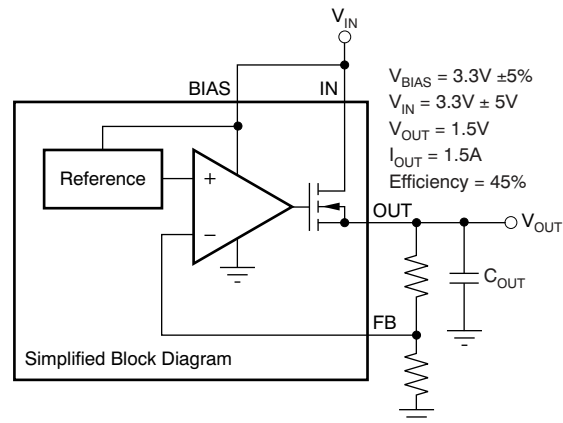 V_IN
BIAS
IN
V_BIAS = 3.3V ±5%
V_IN = 3.3V ± 5V
V_OUT = 1.5V
I_OUT = 1.5A
Efficiency = 45%
Reference
+
−
OUT
V_OUT
C_OUT
FB
Simplified Block Diagram